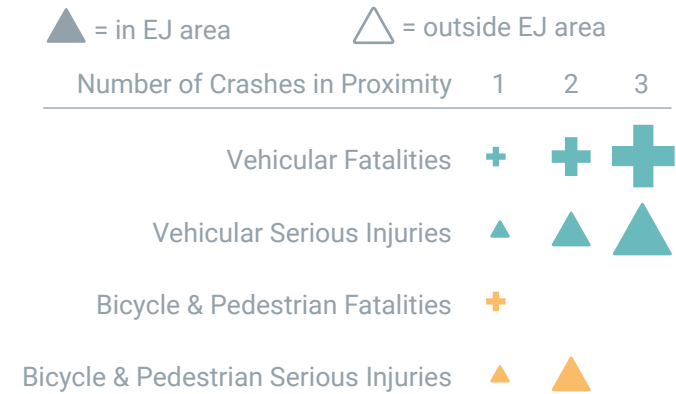 = in EJ area = outside EJ area
Number of Crashes in Proximity 1 2 3
Vehicular Fatalities
Vehicular Serious Injuries
Bicycle & Pedestrian Fatalities
Bicycle & Pedestrian Serious Injuries